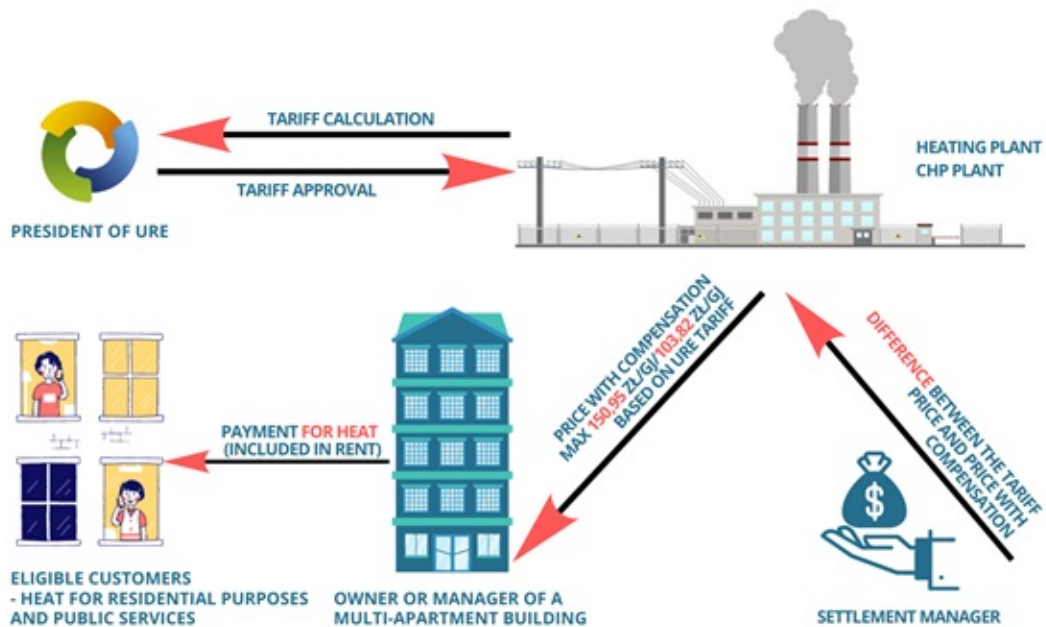 TARIFF CALCULATION
TARIFF APPROVAL
PRESIDENT OF URE
HEATING PLANT
CHP PLANT
PRICE WITH COMPENSATION
MAX 150,95 ZŁ/GJ/103,82 ZŁ/GJ
BASED ON URE TARIFF
DIFFERENCE BETWEEN THE TARIFF
PRICE AND PRICE WITH
COMPENSATION
PAYMENT FOR HEAT
(INCLUDED IN RENT)
$
ELIGIBLE CUSTOMERS
- HEAT FOR RESIDENTIAL PURPOSES
AND PUBLIC SERVICES
OWNER OR MANAGER OF A
MULTI-APARTMENT BUILDING
SETTLEMENT MANAGER